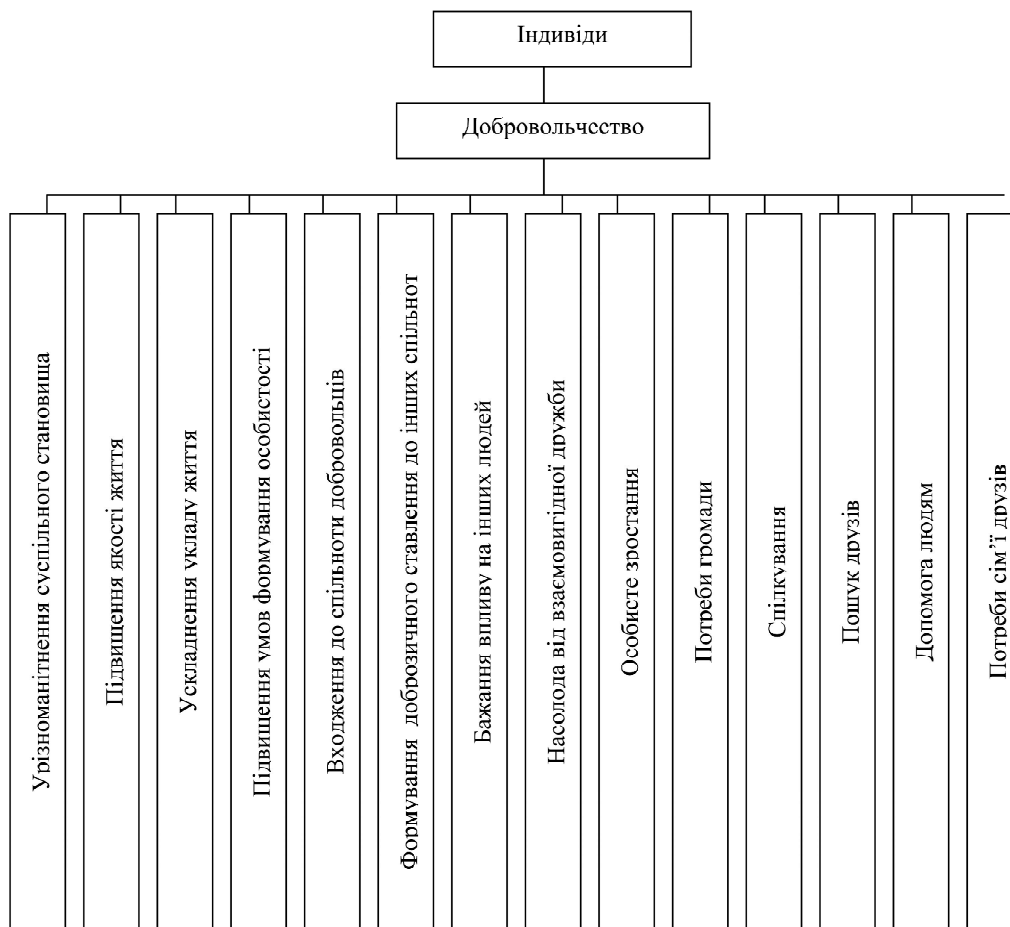 Індивіди
Добровольчество
Урізноманітнення суспільного становища
Підвищення якості життя
Ускладнення укладу життя
Підвищення умов формування особистості
Входження до спільноти добровольців
Формування доброзичного ставлення до інших спільнот
Бажання впливу на інших людей
Насолода від взаємовигідної дружби
Особисте зростання
Потреби громади
Спілкування
Пошук друзів
Допомога людям
Потреби сім’ї друзів